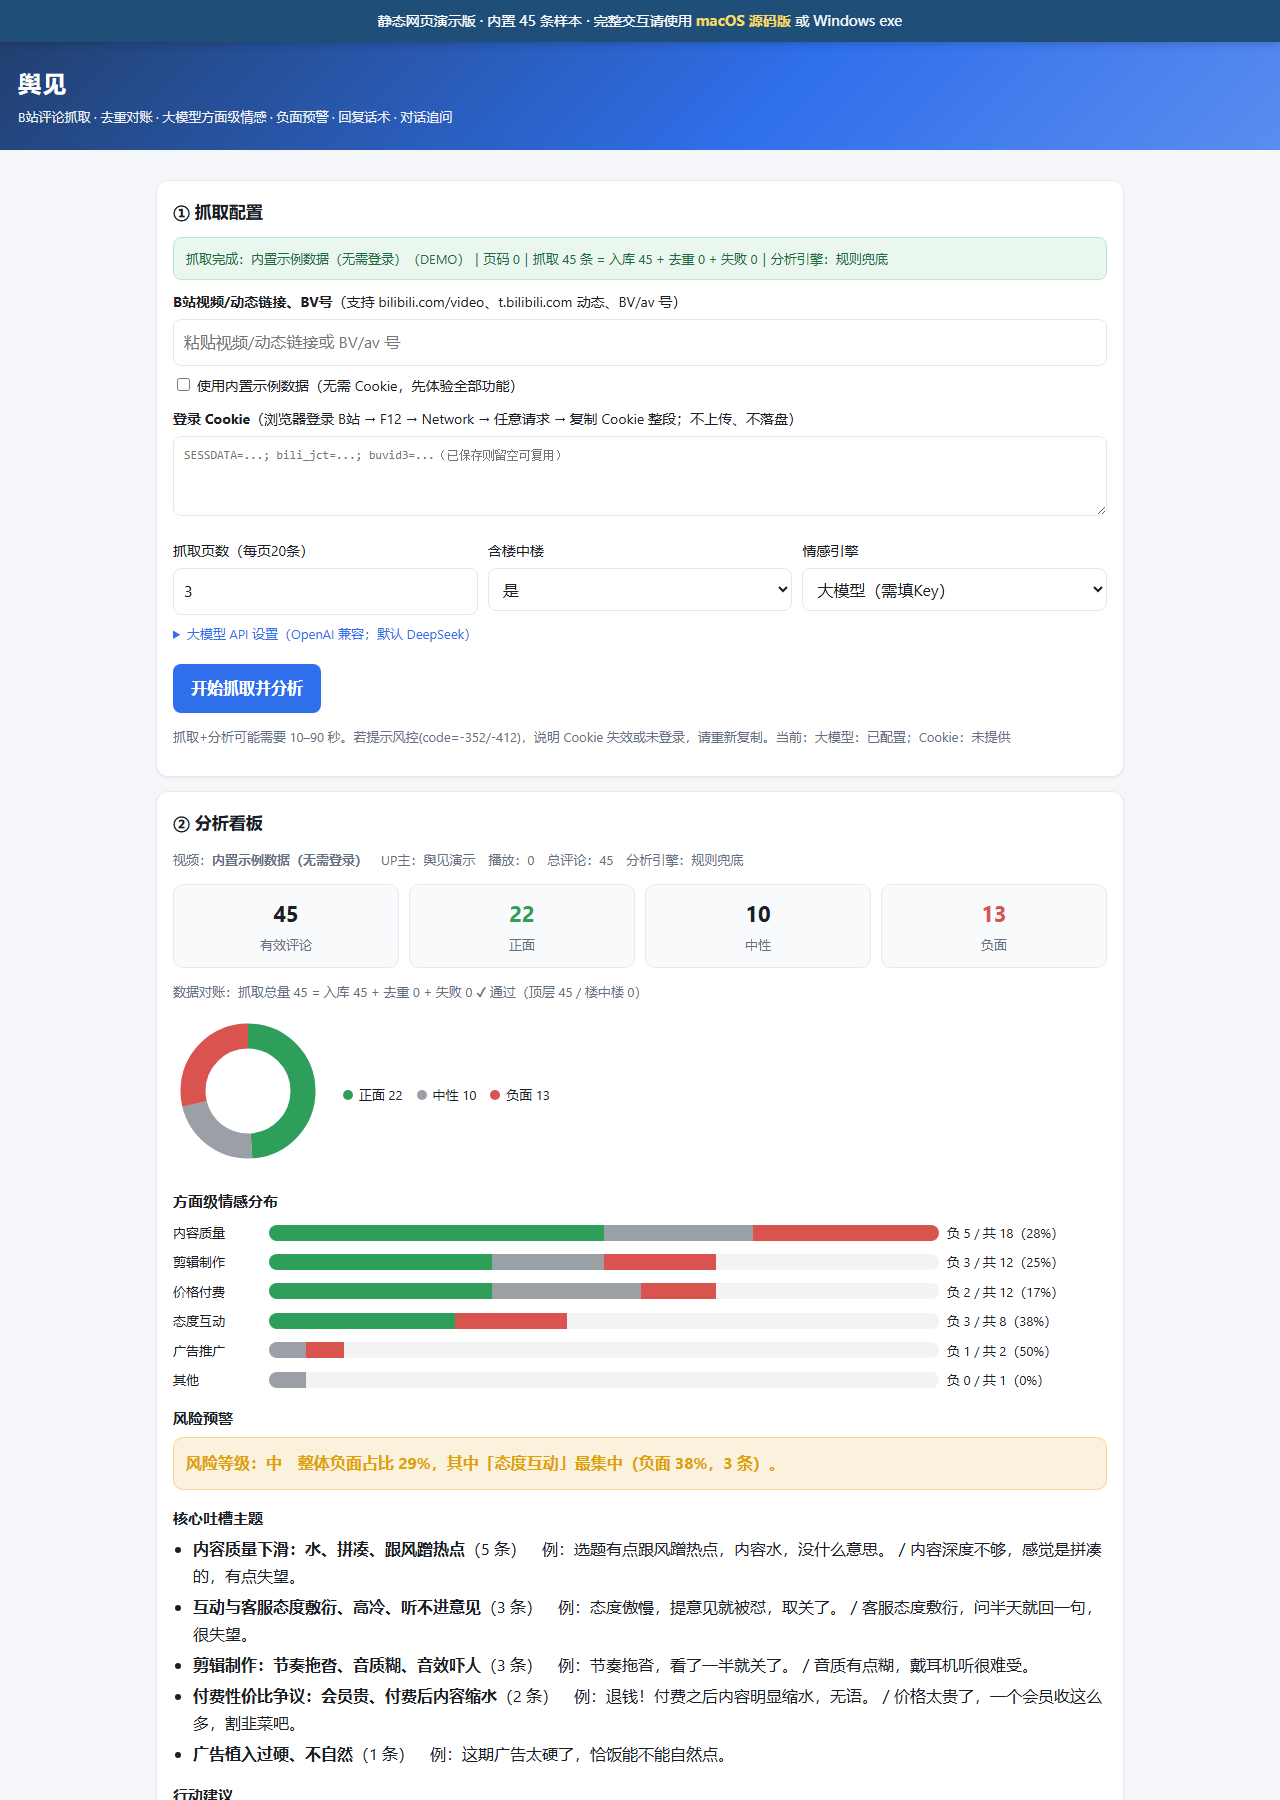 静态网页演示版 · 内置 45 条样本 · 完整交互请使用 macOS 源码版 或 Windows exe
舆见
B站评论抓取 · 去重对账 · 大模型方面级情感 · 负面预警 · 回复话术 · 对话追问
① 抓取配置
抓取完成：内置示例数据（无需登录）（DEMO） | 页码 0 | 抓取 45 条 = 入库 45 + 去重 0 + 失败 0 | 分析引擎：规则兜底
B站视频/动态链接、BV号（支持 bilibili.com/video、t.bilibili.com 动态、BV/av 号）
粘贴视频/动态链接或 BV/av 号
使用内置示例数据（无需 Cookie，先体验全部功能）
登录 Cookie（浏览器登录 B站 → F12 → Network → 任意请求 → 复制 Cookie 整段；不上传、不落盘）
SESSDATA=...; bili_jct=...; buvid3=...（已保存则留空可复用）
抓取页数（每页20条） 含楼中楼 情感引擎
3 是 大模型（需填Key）
▶ 大模型 API 设置（OpenAI 兼容；默认 DeepSeek）
开始抓取并分析
抓取+分析可能需要 10–90 秒。若提示风控(code=-352/-412)，说明 Cookie 失效或未登录，请重新复制。当前：大模型：已配置；Cookie：未提供
② 分析看板
视频：内置示例数据（无需登录） UP主：舆见演示 播放：0 总评论：45 分析引擎：规则兜底
45 22 10 13
有效评论 正面 中性 负面
数据对账：抓取总量 45 = 入库 45 + 去重 0 + 失败 0 ✓ 通过（顶层 45 / 楼中楼 0）
正面 22 中性 10 负面 13
方面级情感分布
内容质量 负 5 / 共 18（28%）
剪辑制作 负 3 / 共 12（25%）
价格付费 负 2 / 共 12（17%）
态度互动 负 3 / 共 8（38%）
广告推广 负 1 / 共 2（50%）
其他 负 0 / 共 1（0%）
风险预警
风险等级：中 整体负面占比 29%，其中「态度互动」最集中（负面 38%，3 条）。
核心吐槽主题
• 内容质量下滑：水、拼凑、跟风蹭热点（5 条） 例：选题有点跟风蹭热点，内容水，没什么意思。 / 内容深度不够，感觉是拼凑
的，有点失望。
• 互动与客服态度敷衍、高冷、听不进意见（3 条） 例：态度傲慢，提意见就被怼，取关了。 / 客服态度敷衍，问半天就回一句，
很失望。
• 剪辑制作：节奏拖沓、音质糊、音效吓人（3 条） 例：节奏拖沓，看了一半就关了。 / 音质有点糊，戴耳机听很难受。
• 付费性价比争议：会员贵、付费后内容缩水（2 条） 例：退钱！付费之后内容明显缩水，无语。 / 价格太贵了，一个会员收这么
多，割韭菜吧。
• 广告植入过硬、不自然（1 条） 例：这期广告太硬了，恰饭能不能自然点。
行动建议